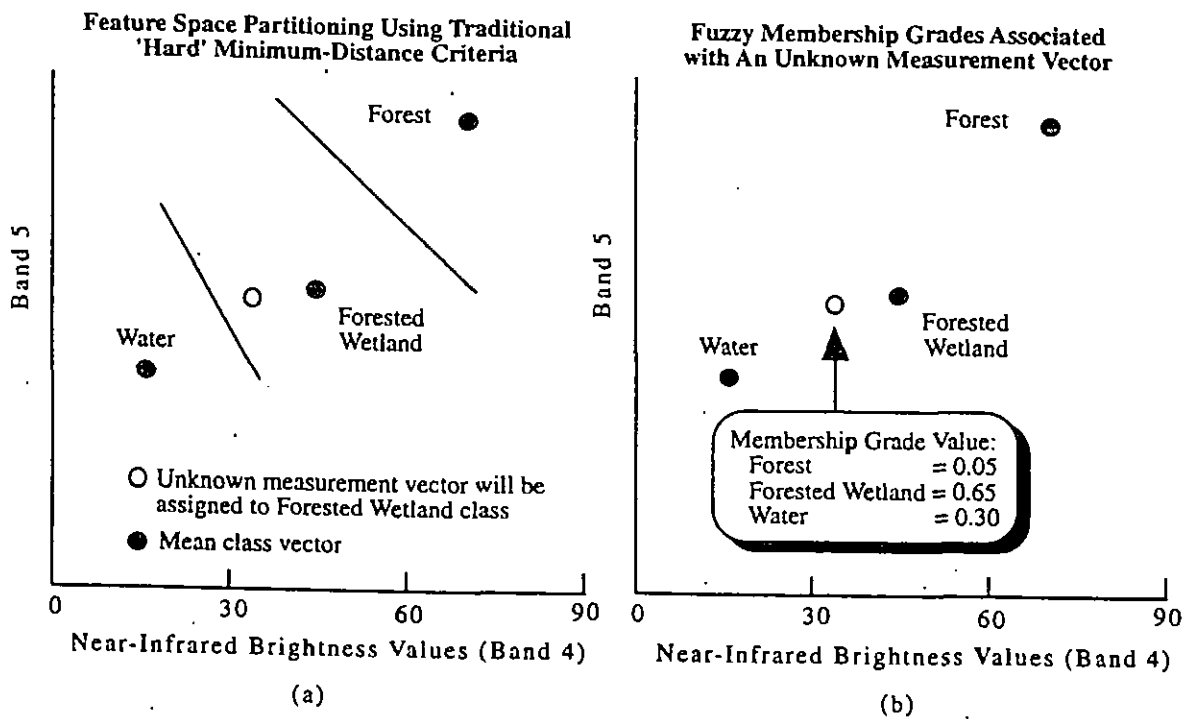 Feature Space Partitioning Using Traditional
'Hard' Minimum-Distance Criteria
Band 5
Forest
Forested
Wetland
Water
Unknown measurement vector will be
assigned to Forested Wetland class
Mean class vector
0 30 60 90
Near-Infrared Brightness Values (Band 4)
(a)
Fuzzy Membership Grades Associated
with An Unknown Measurement Vector
Band 5
Forest
Forested
Wetland
Water
Membership Grade Value:
Forest = 0.05
Forested Wetland = 0.65
Water = 0.30
0 30 60 90
Near-Infrared Brightness Values (Band 4)
(b)